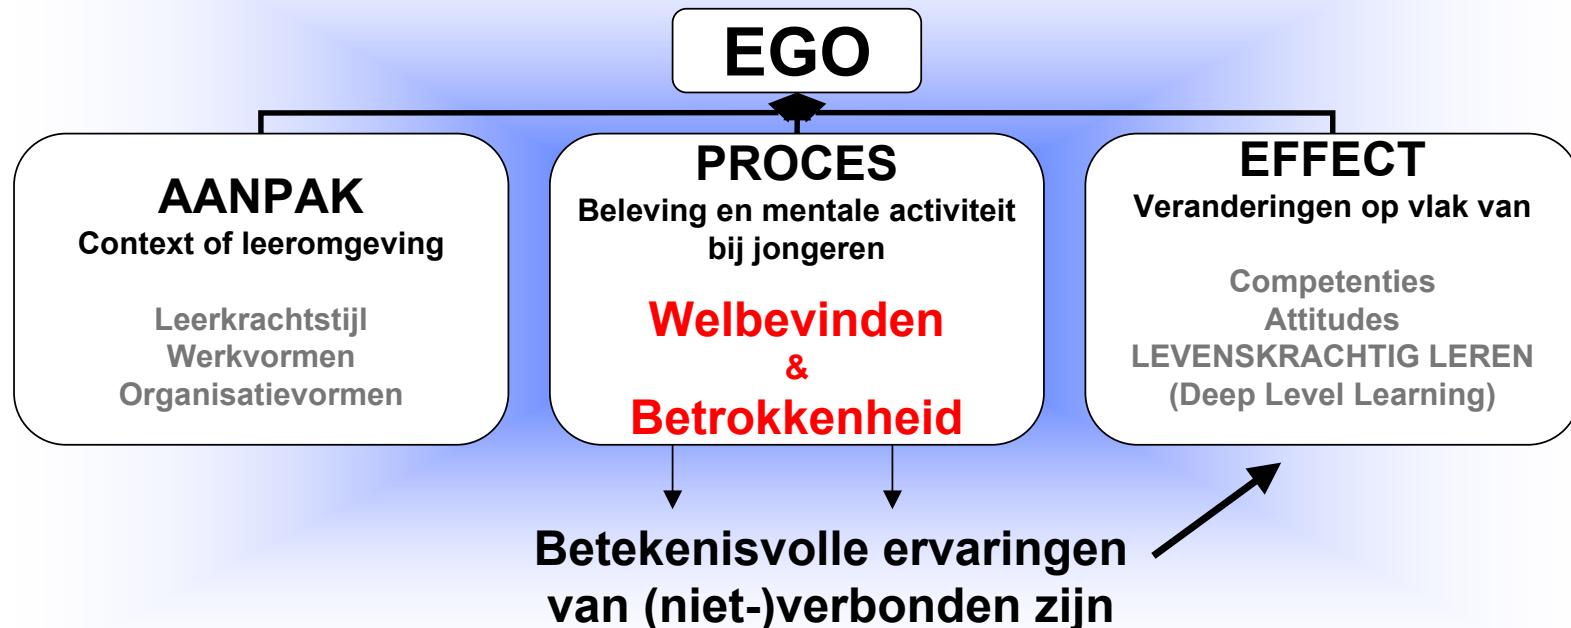 EGO
AANPAK
Context of leeromgeving
Leerkrachtstijl
Werkvormen
Organisatievormen
PROCES
Beleving en mentale activiteit
bij jongeren
Welbevinden
&
Betrokkenheid
EFFECT
Veranderingen op vlak van
Competenties
Attitudes
LEVENSKRACHTIG LEREN
(Deep Level Learning)
Betekenisvolle ervaringen
van (niet-)verbonden zijn